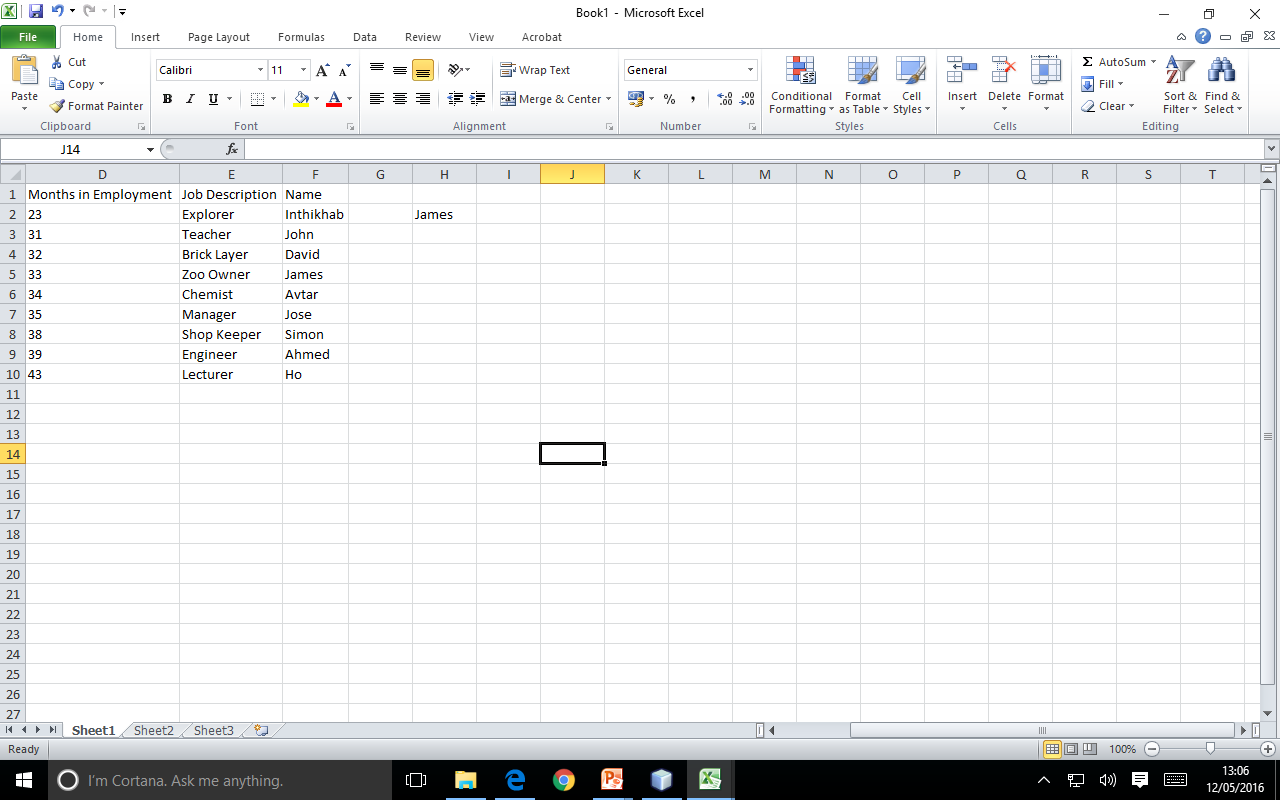 Book1 - Microsoft Excel
File Home Insert Page Layout Formulas Data Review View Acrobat
Cut Calibri 11 Wrap Text General AutoSum
Copy Fill
Paste Format Painter B I U A Merge & Center % , Conditional Formatting Format as Table Cell Styles Insert Delete Format Clear Sort & Filter Find & Select
Clipboard Font Alignment Number Styles Cells Editing
J14 fx
D E F G H I J K L M N O P Q R S T
1 Months in Employment Job Description Name
2 23 Explorer Inthikhab James
3 31 Teacher John
4 32 Brick Layer David
5 33 Zoo Owner James
6 34 Chemist Avtar
7 35 Manager Jose
8 38 Shop Keeper Simon
9 39 Engineer Ahmed
10 43 Lecturer Ho
11
12
13
14
15
16
17
18
19
20
21
22
23
24
25
26
27
Sheet1 Sheet2 Sheet3
Ready 100%
I'm Cortana. Ask me anything. 13:06
12/05/2016